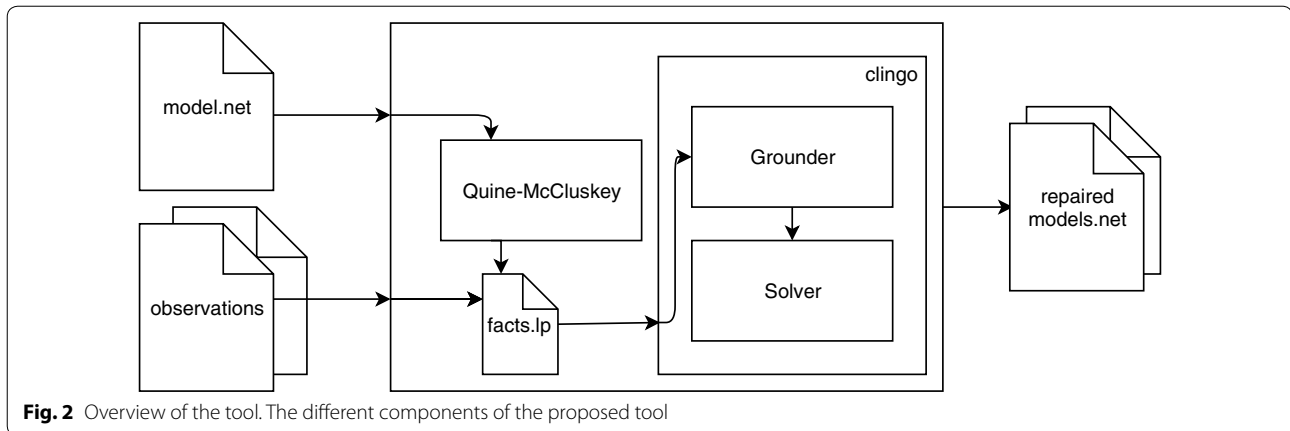 model.net
clingo
Grounder
Quine-McCluskey
repaired
models.net
observations
facts.lp
Solver
Fig. 2 Overview of the tool. The different components of the proposed tool